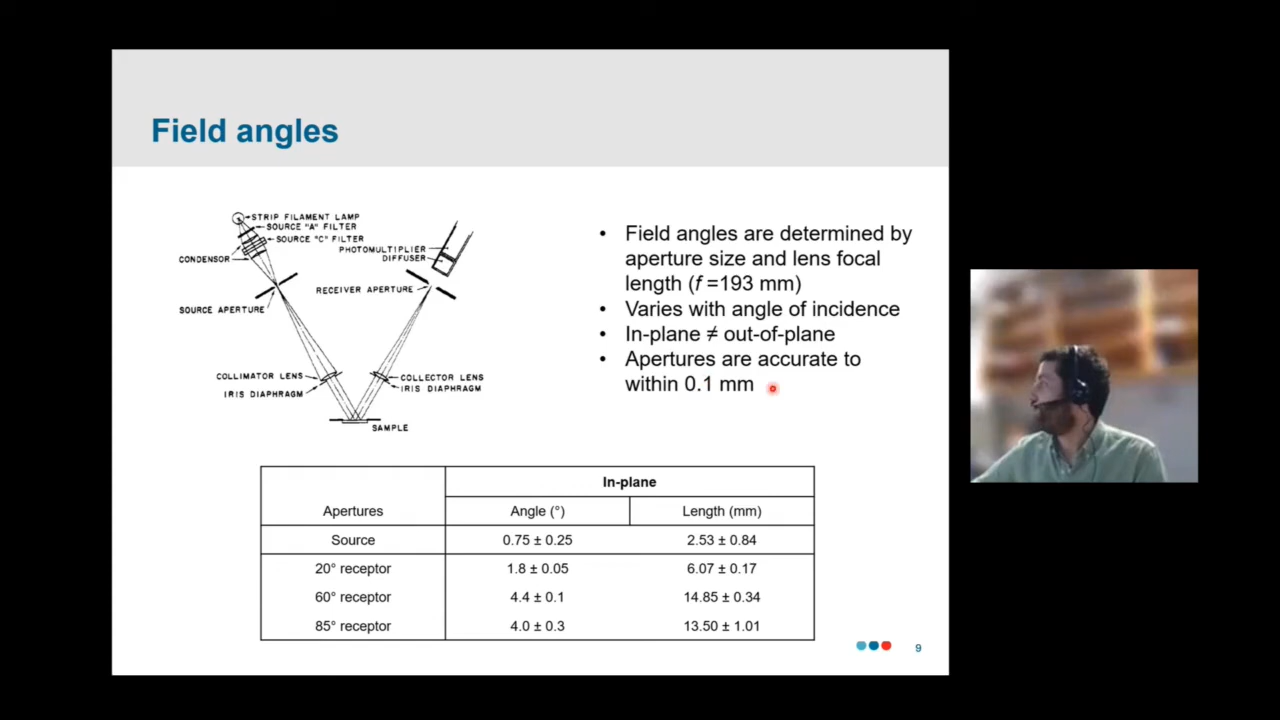 Field angles
STRIP FILAMENT LAMP
SOURCE "A" FILTER
SOURCE "C" FILTER
PHOTOMULTIPLIER
DIFFUSER
CONDENSOR
RECEIVER APERTURE
SOURCE APERTURE
COLLIMATOR LENS
IRIS DIAPHRAGM
COLLECTOR LENS
IRIS DIAPHRAGM
SAMPLE
• Field angles are determined by
aperture size and lens focal
length (f =193 mm)
• Varies with angle of incidence
• In-plane ≠ out-of-plane
• Apertures are accurate to
within 0.1 mm
In-plane
Apertures Angle (°) Length (mm)
Source 0.75 ± 0.25 2.53 ± 0.84
20° receptor 1.8 ± 0.05 6.07 ± 0.17
60° receptor 4.4 ± 0.1 14.85 ± 0.34
85° receptor 4.0 ± 0.3 13.50 ± 1.01
9